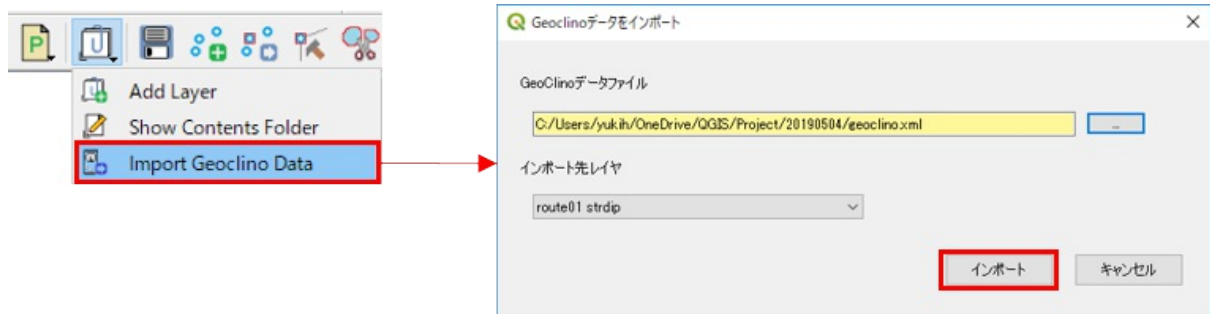 P
U
Add Layer
Show Contents Folder
Import Geoclino Data
Geoclinoデータをインポート
GeoClinoデータファイル
C:/Users/yukih/OneDrive/QGIS/Project/20190504/geoclino.xml
...
インポート先レイヤ
route01 strdip
インポート
キャンセル